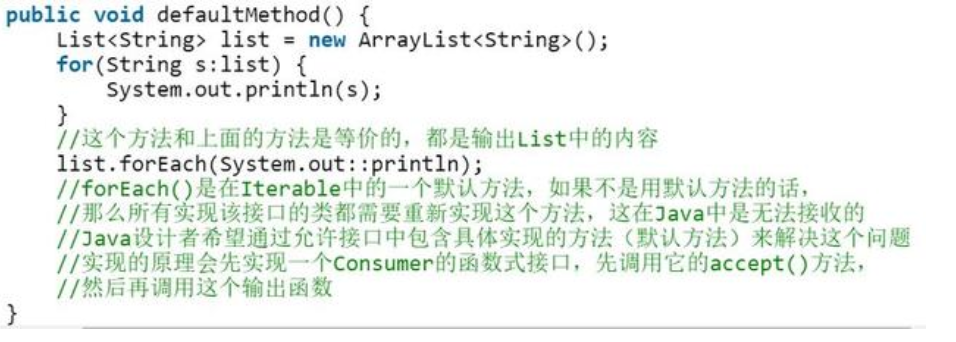 public void defaultMethod() {
    List<String> list = new ArrayList<String>();
    for(String s:list) {
        System.out.println(s);
    }
    //这个方法和上面的方法是等价的，都是输出List中的内容
    list.forEach(System.out::println);
    //forEach()是在Iterable中的一个默认方法，如果不是用默认方法的话，
    //那么所有实现该接口的类都需要重新实现这个方法，这在Java中是无法接收的
    //Java设计者希望通过允许接口中包含具体实现的方法（默认方法）来解决这个问题
    //实现的原理会先实现一个Consumer的函数式接口，先调用它的accept()方法，
    //然后再调用这个输出函数
}